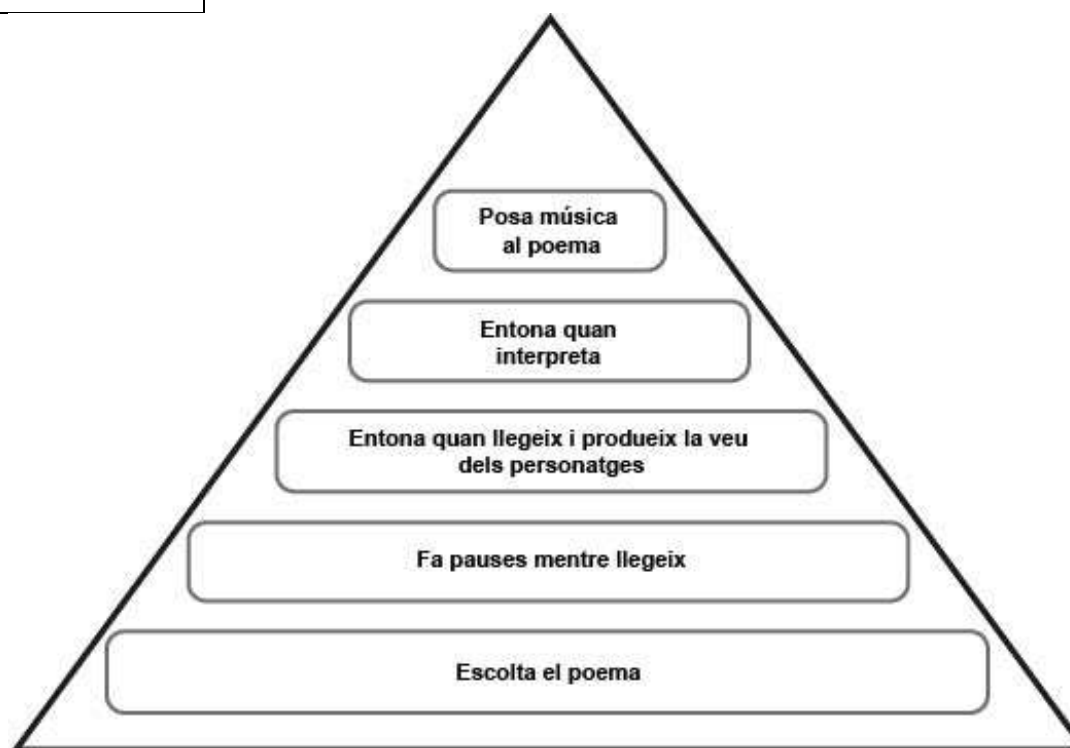 Posa música
al poema
Entona quan
interpreta
Entona quan llegeix i produeix la veu
dels personatges
Fa pauses mentre llegeix
Escolta el poema